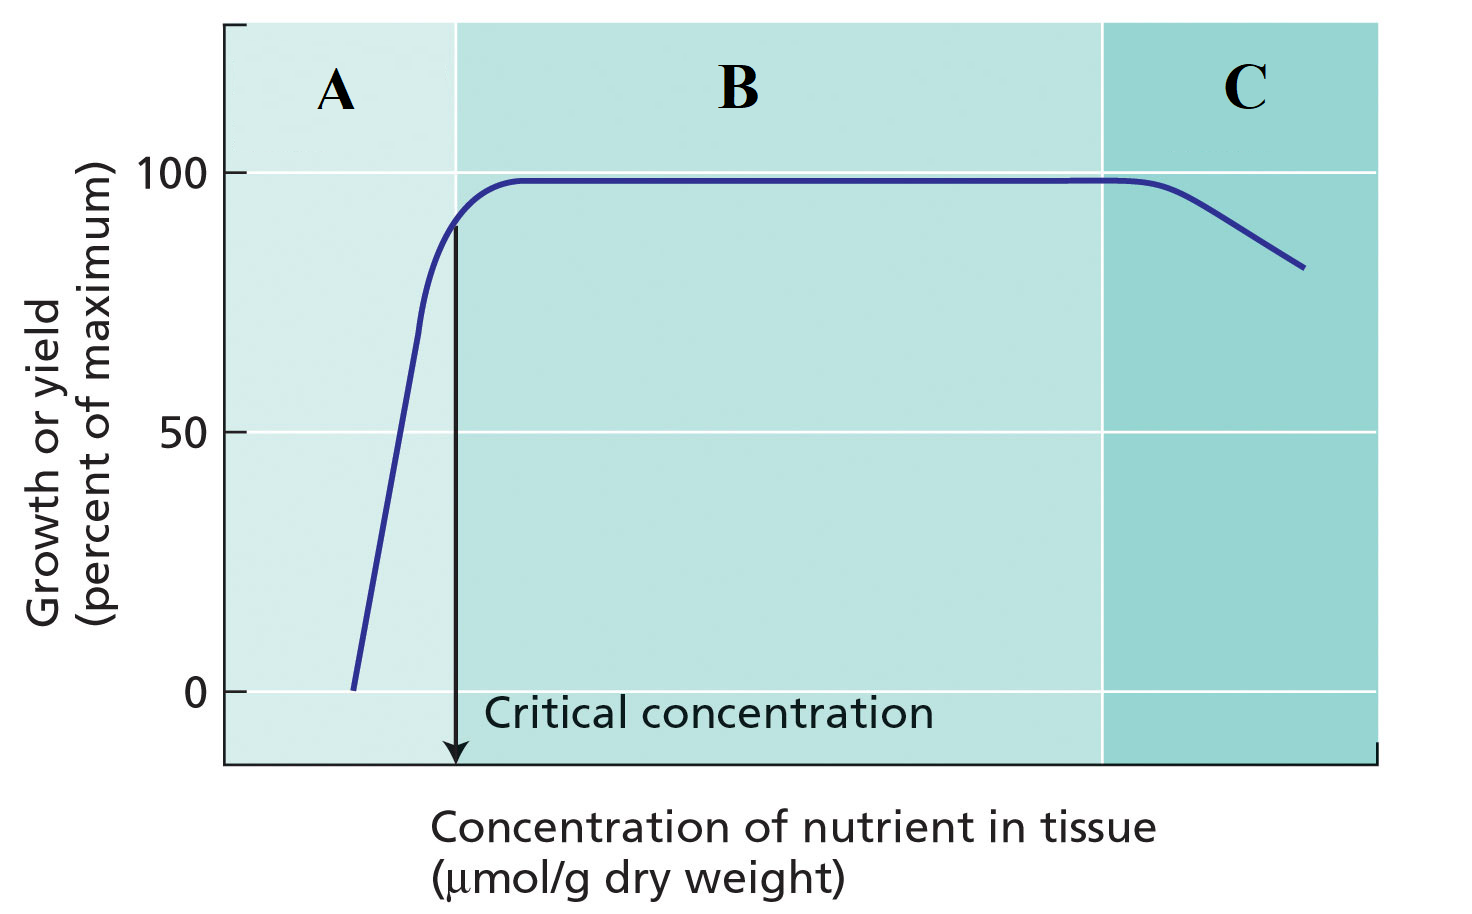 A
B
C
100
50
0
Growth or yield
(percent of maximum)
Critical concentration
Concentration of nutrient in tissue
(μmol/g dry weight)